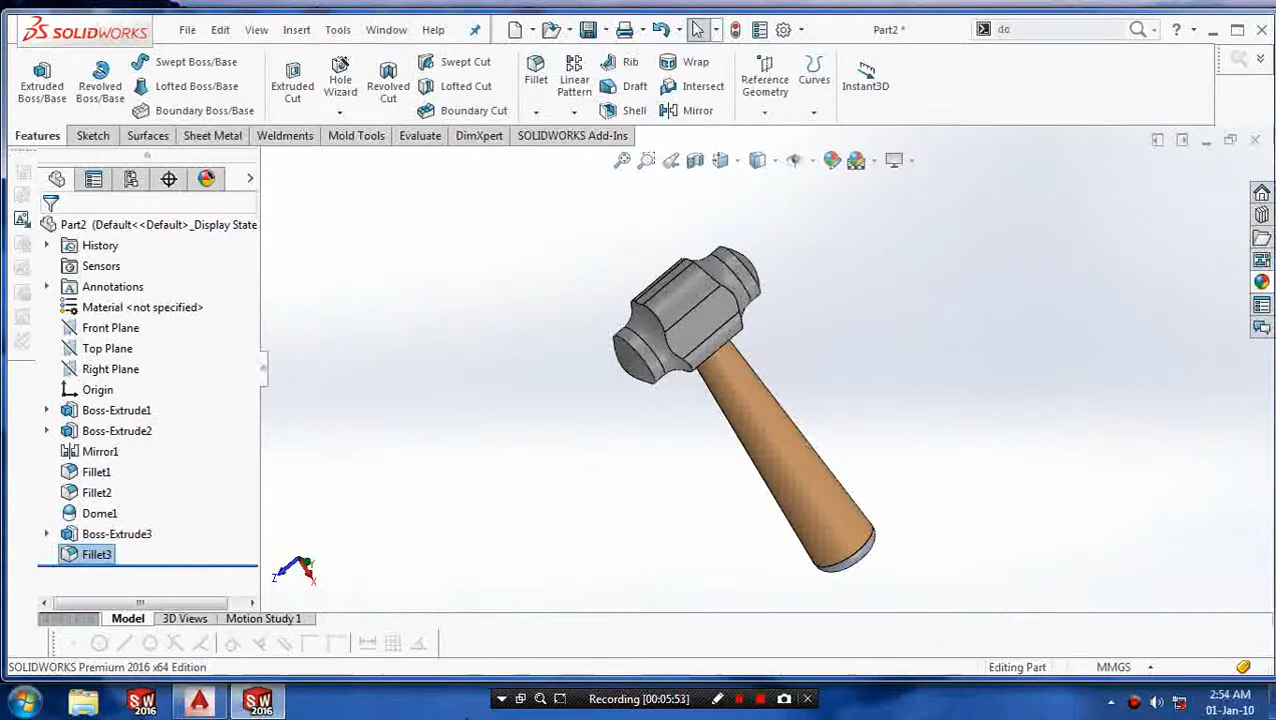 SOLIDWORKS File Edit View Insert Tools Window Help Part2 * do ?
Extruded Boss/Base
Revolved Boss/Base
Swept Boss/Base
Lofted Boss/Base
Boundary Boss/Base
Extruded Cut
Hole Wizard
Revolved Cut
Swept Cut
Lofted Cut
Boundary Cut
Fillet
Linear Pattern
Rib
Draft
Shell
Wrap
Intersect
Mirror
Reference Geometry
Curves
Instant3D
Features Sketch Surfaces Sheet Metal Weldments Mold Tools Evaluate DimXpert SOLIDWORKS Add-Ins
Part2 (Default<<Default>_Display State
History
Sensors
Annotations
Material <not specified>
Front Plane
Top Plane
Right Plane
Origin
Boss-Extrude1
Boss-Extrude2
Mirror1
Fillet1
Fillet2
Dome1
Boss-Extrude3
Fillet3
Z X
Model 3D Views Motion Study 1
SOLIDWORKS Premium 2016 x64 Edition Editing Part MMGS
SW 2016 SW 2016 Recording (00:05:53) 2:54 AM
01-Jan-10